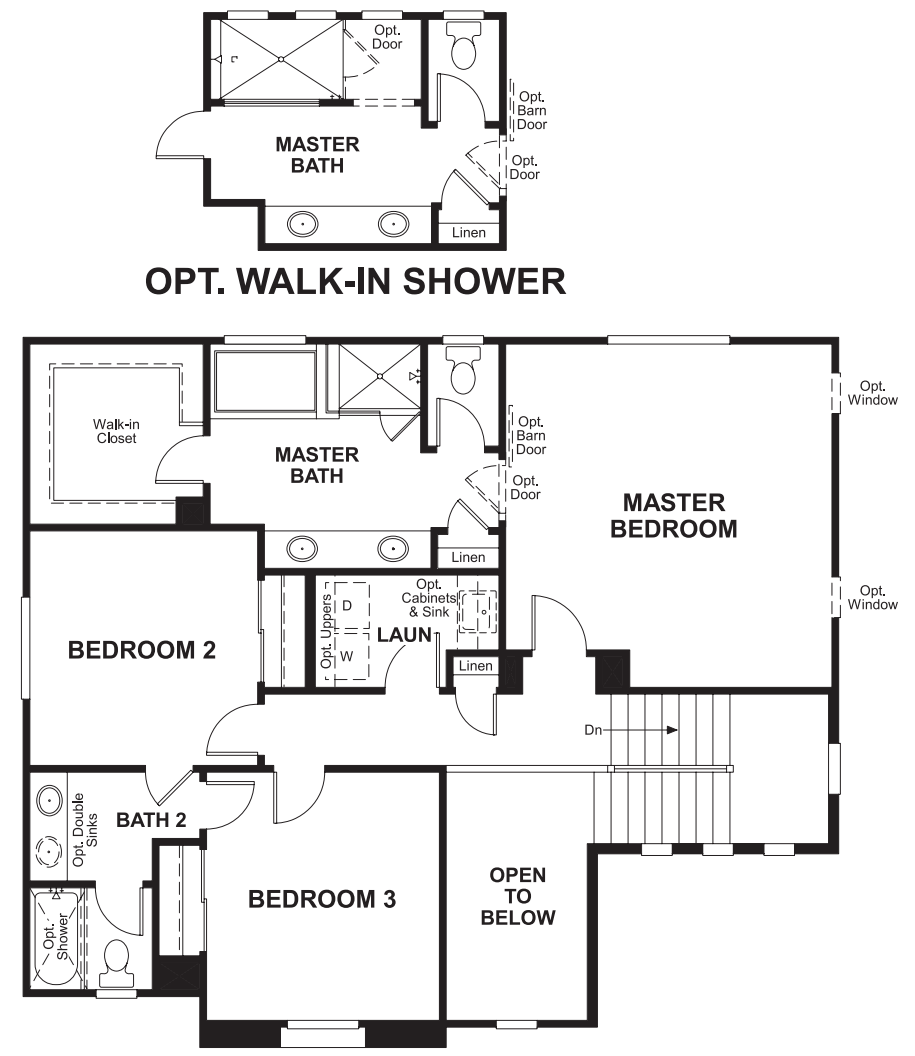 Opt.
Door
Opt.
Barn
Door
MASTER
BATH
Opt.
Door
Linen
OPT. WALK-IN SHOWER
Walk-in
Closet
MASTER
BATH
Opt.
Barn
Door
Opt.
Door
Linen
MASTER
BEDROOM
Opt.
Window
Opt.
Window
BEDROOM 2
Opt. Uppers
D
W
LAUN
Opt.
Cabinets
& Sink
Linen
Dn
BATH 2
Opt. Double
Sinks
Opt.
Shower
BEDROOM 3
OPEN
TO
BELOW